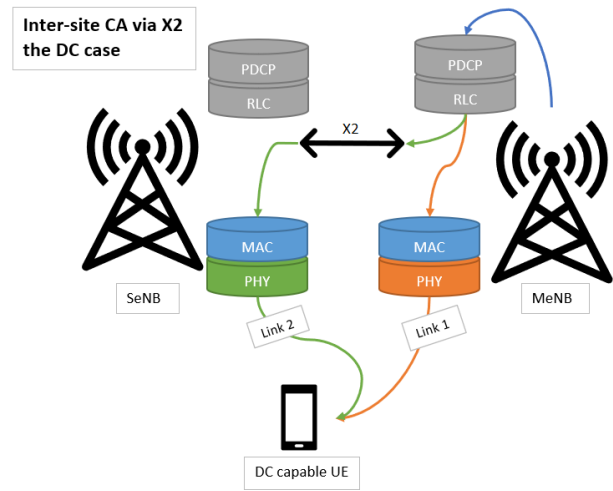 Inter-site CA via X2
the DC case
PDCP
RLC
PDCP
RLC
X2
MAC
PHY
MAC
PHY
SeNB
MeNB
Link 2
Link 1
DC capable UE